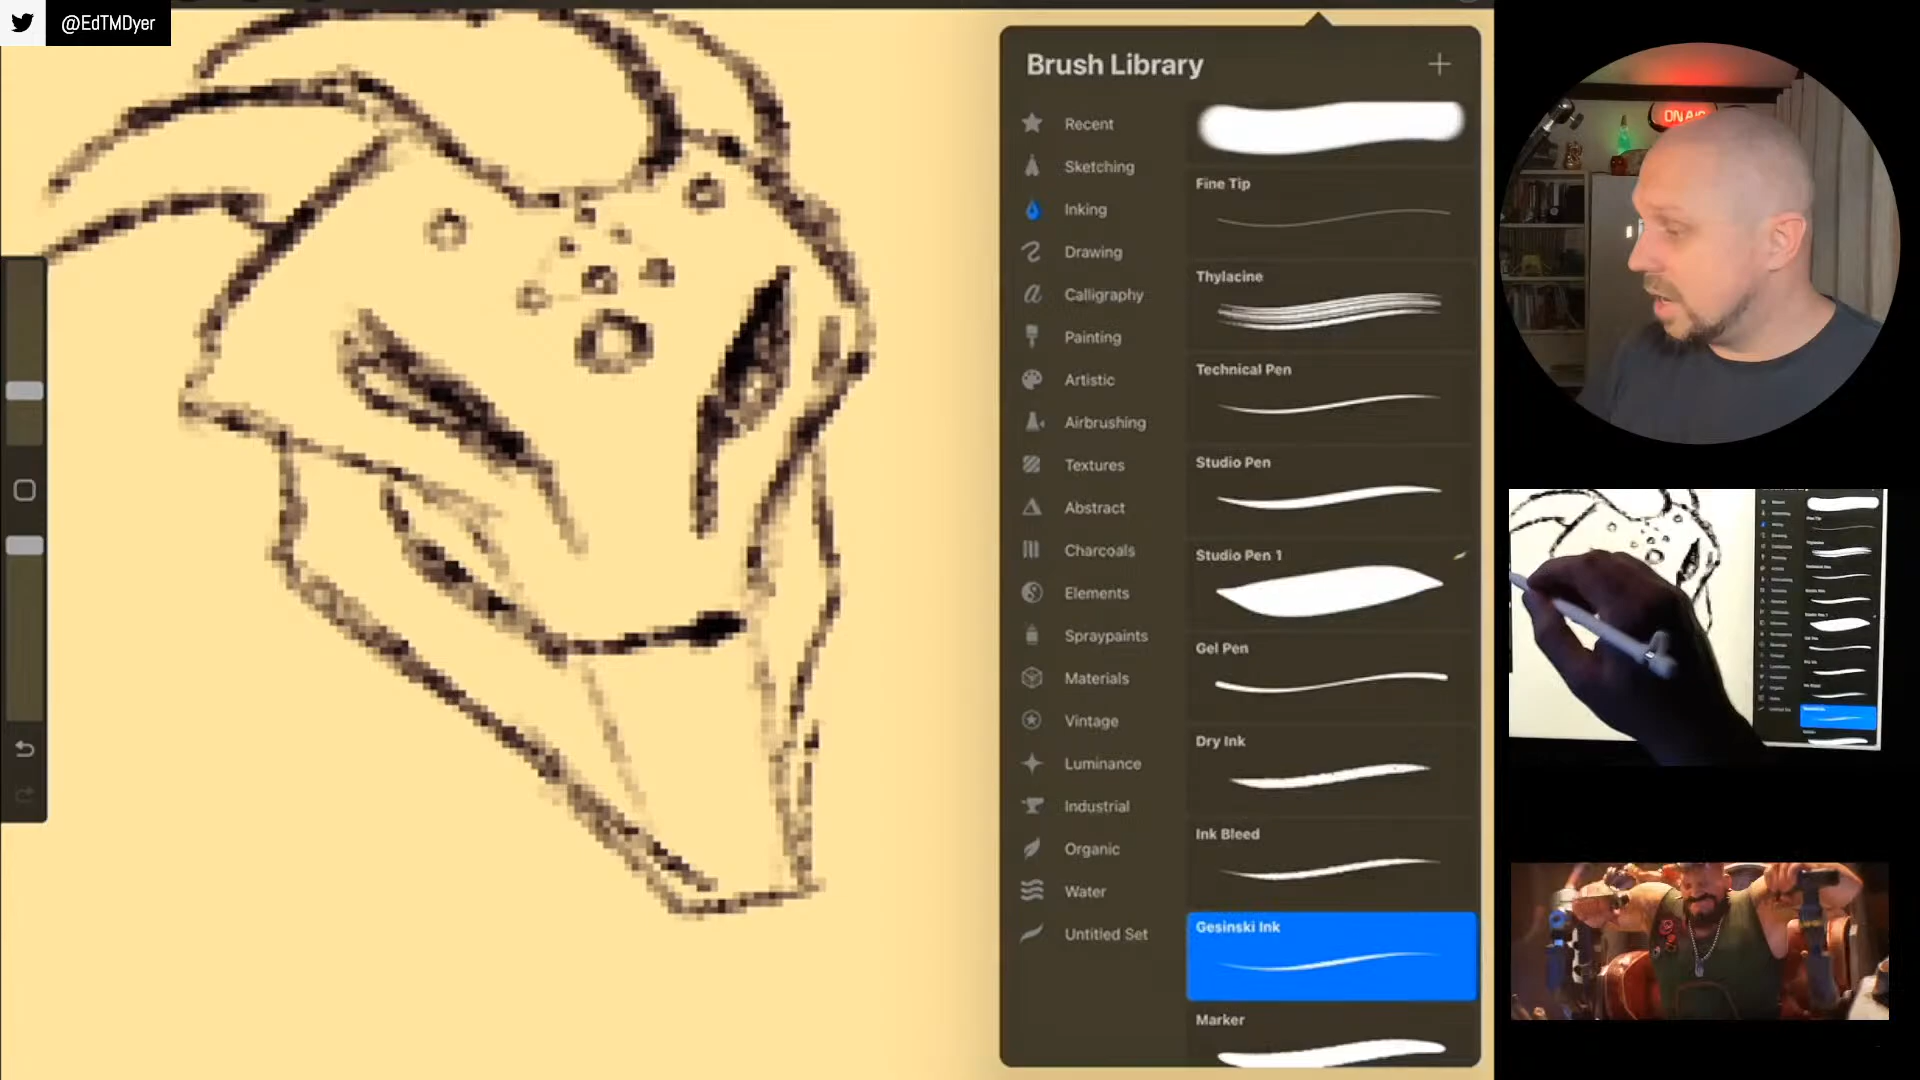 @EdTMDyer
Brush Library
Recent
Sketching
Inking
Drawing
Calligraphy
Painting
Artistic
Airbrushing
Textures
Abstract
Charcoals
Elements
Spraypaints
Materials
Vintage
Luminance
Industrial
Organic
Water
Untitled Set
Fine Tip
Thylacine
Technical Pen
Studio Pen
Studio Pen 1
Gel Pen
Dry Ink
Ink Bleed
Gesinski Ink
Marker
ON AIR